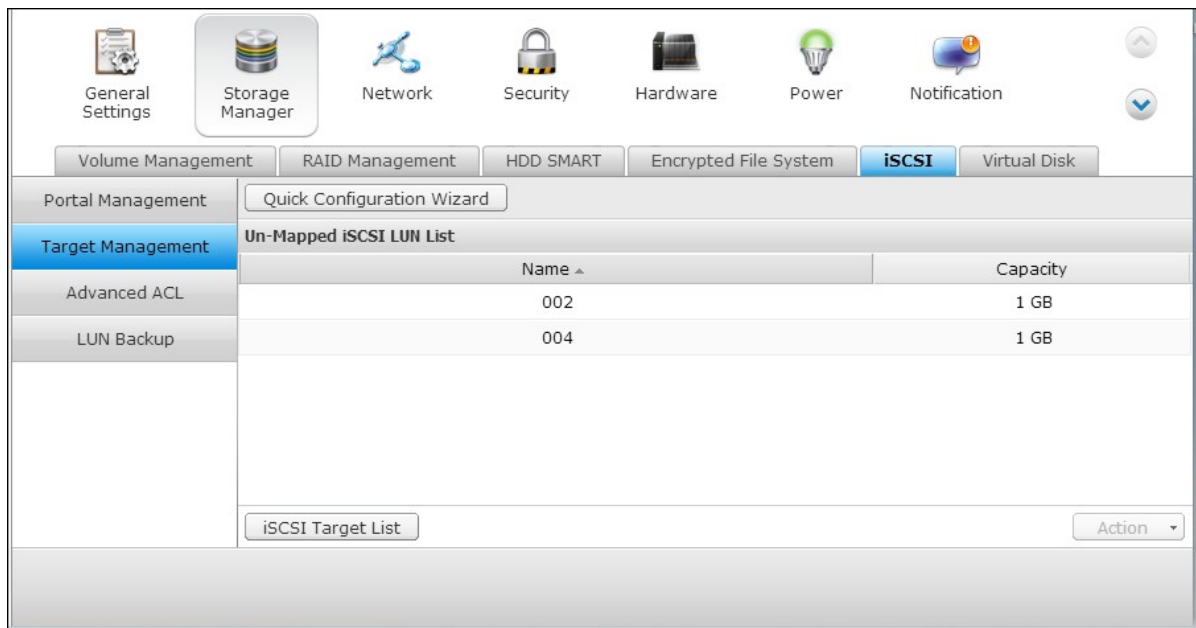 General
Settings
Storage
Manager
Network
Security
Hardware
Power
Notification
Volume Management
RAID Management
HDD SMART
Encrypted File System
iSCSI
Virtual Disk
Portal Management
Target Management
Advanced ACL
LUN Backup
Quick Configuration Wizard
Un-Mapped iSCSI LUN List
Name
Capacity
002
1 GB
004
1 GB
iSCSI Target List
Action